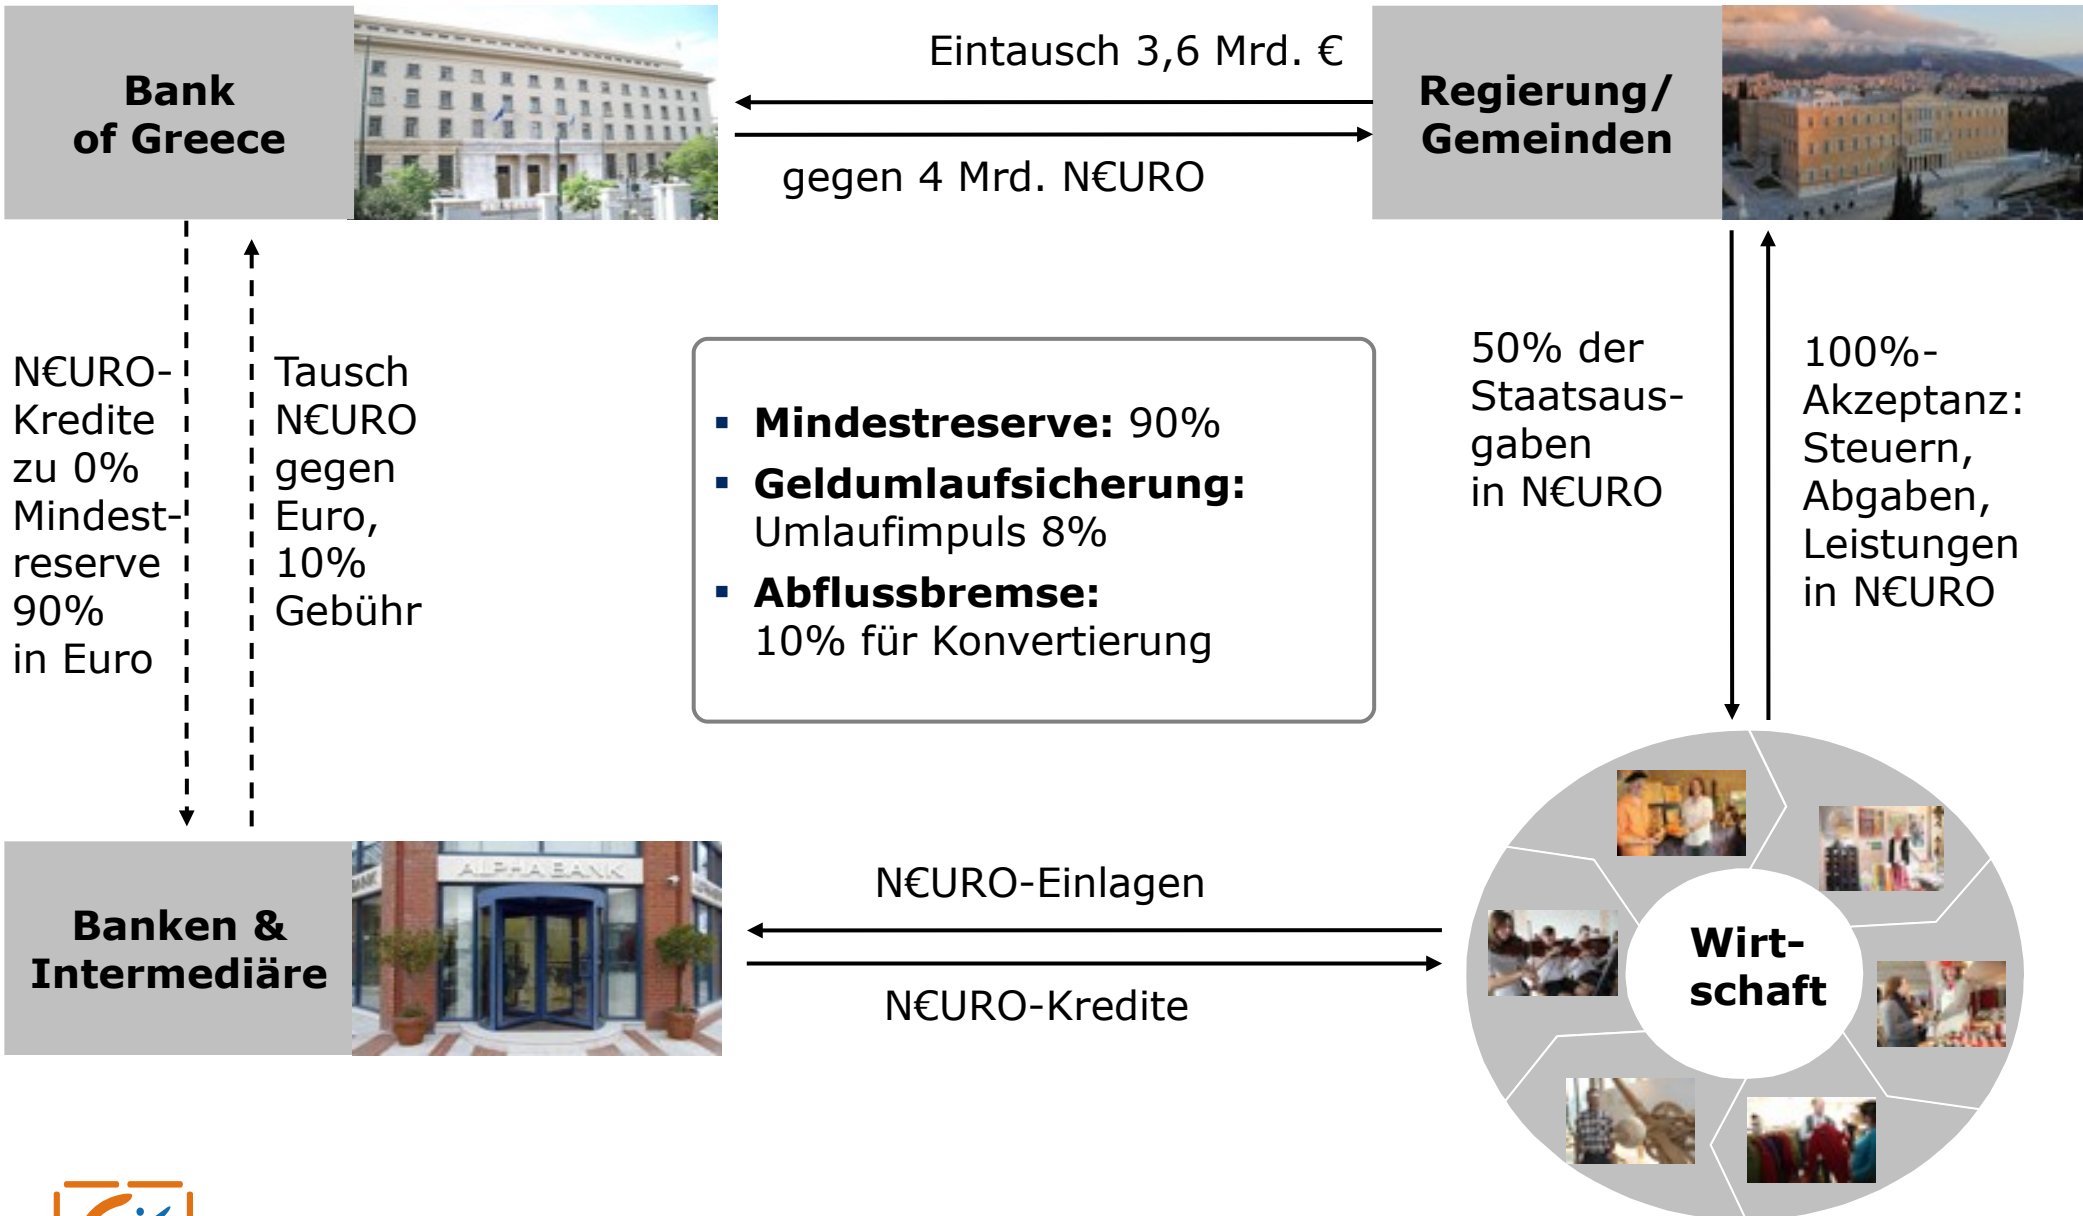 Bank
of Greece
Eintausch 3,6 Mrd. €
gegen 4 Mrd. N€URO
Regierung/
Gemeinden
N€URO-
Kredite
zu 0%
Mindest-
reserve
90%
in Euro
Tausch
N€URO
gegen
Euro,
10%
Gebühr
▪ Mindestreserve: 90%
▪ Geldumlaufsicherung:
Umlaufimpuls 8%
▪ Abflussbremse:
10% für Konvertierung
50% der
Staatsaus-
gaben
in N€URO
100%-
Akzeptanz:
Steuern,
Abgaben,
Leistungen
in N€URO
Banken &
Intermediäre
ALPHA BANK
N€URO-Einlagen
N€URO-Kredite
Wirt-
schaft